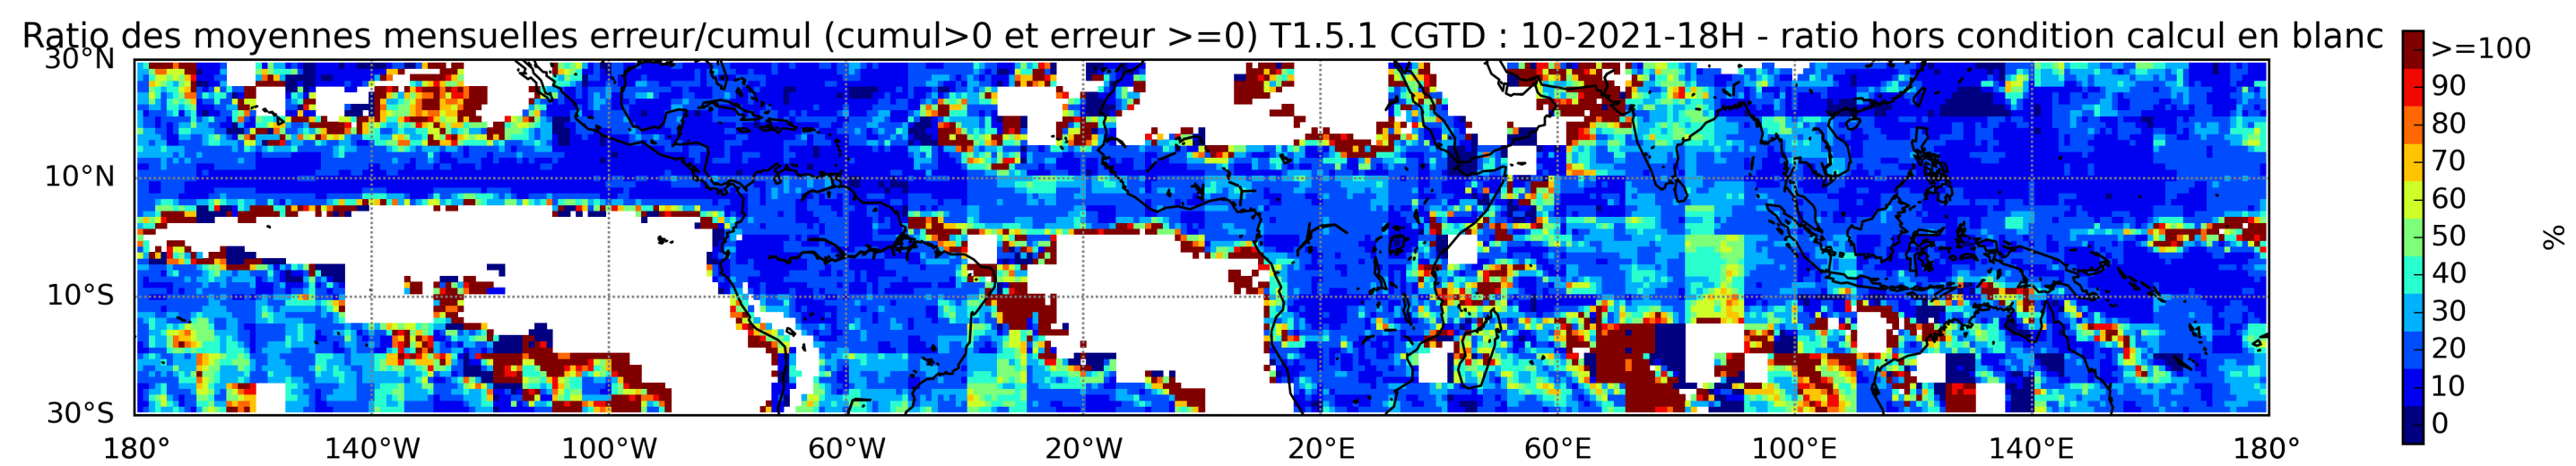 Ratio des moyennes mensuelles erreur/cumul (cumul>0 et erreur >=0) T1.5.1 CGTD : 10-2021-18H - ratio hors condition calcul en blanc
30°N
10°N
10°S
30°S
180° 140°W 100°W 60°W 20°W 20°E 60°E 100°E 140°E 180°
>=100
90
80
70
60
50
40
30
20
10
0
%